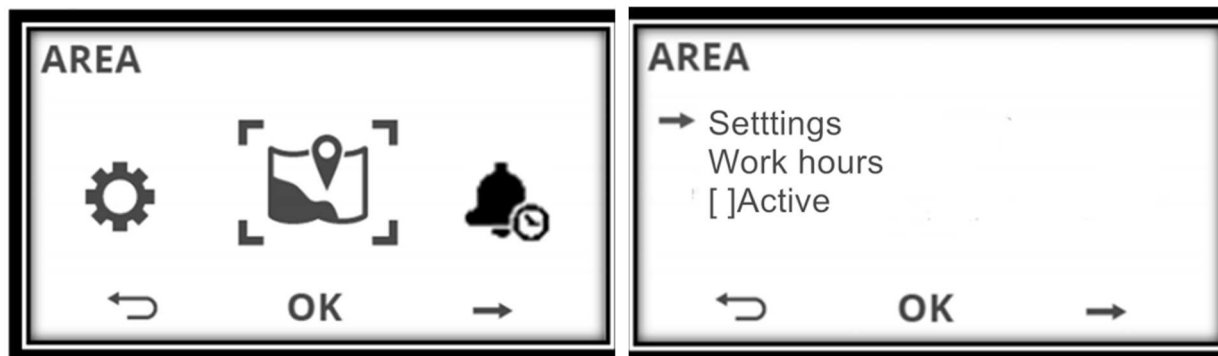 AREA
OK
AREA
Setttings
Work hours
[ ]Active
OK